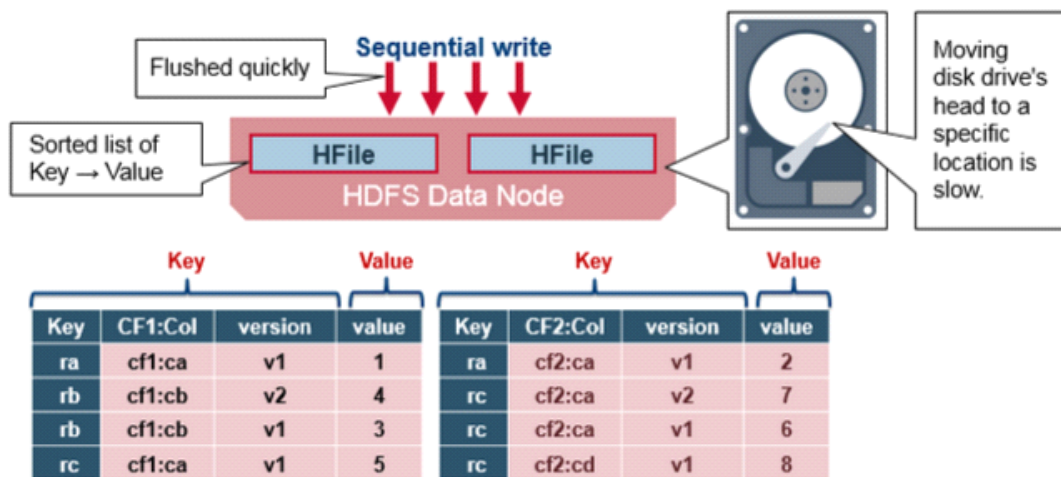 Sequential write
Flushed quickly
Sorted list of
Key → Value
HFile
HFile
HDFS Data Node
Moving
disk drive's
head to a
specific
location is
slow.
Key Value Key Value
Key CF1:Col version value
ra cf1:ca v1 1
rb cf1:cb v2 4
rb cf1:cb v1 3
rc cf1:ca v1 5
Key CF2:Col version value
ra cf2:ca v1 2
rc cf2:ca v2 7
rc cf2:ca v1 6
rc cf2:cd v1 8